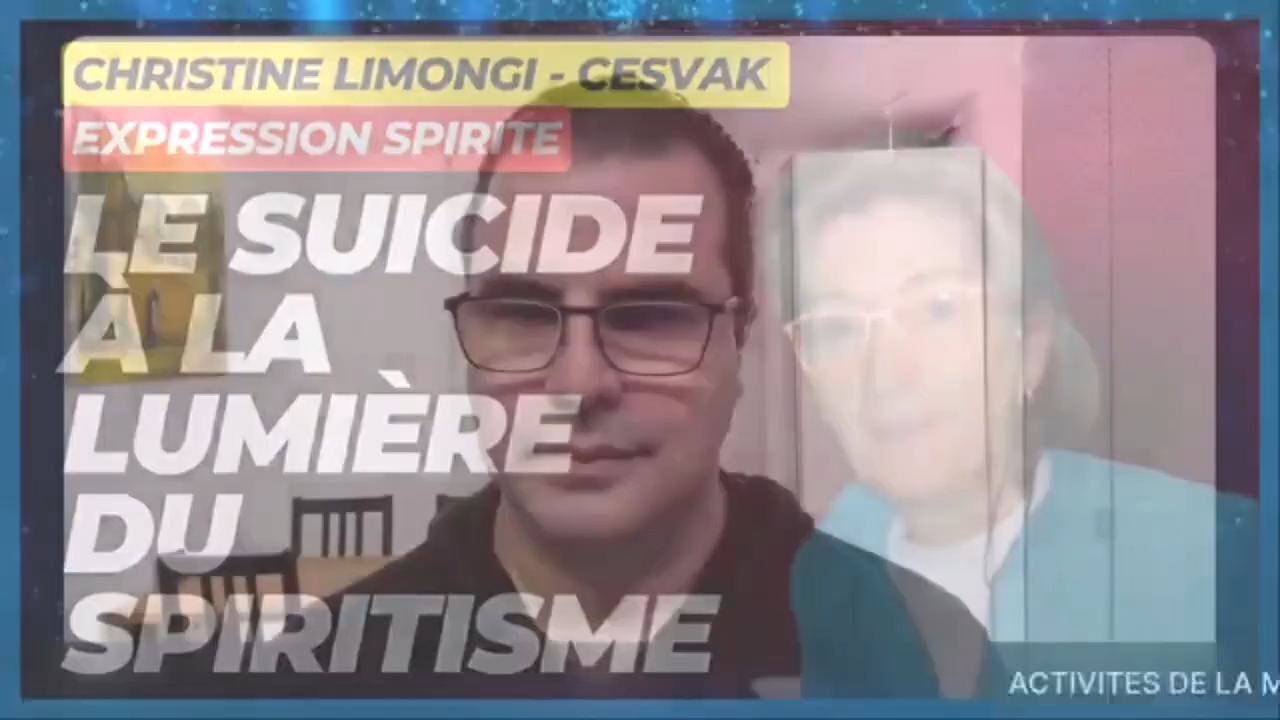 CHRISTINE LIMONGI - CESVAK
EXPRESSION SPIRITE
LE SUICIDE
À LA
LUMIÈRE
DU
SPIRITISME
ACTIVITES DE LA M